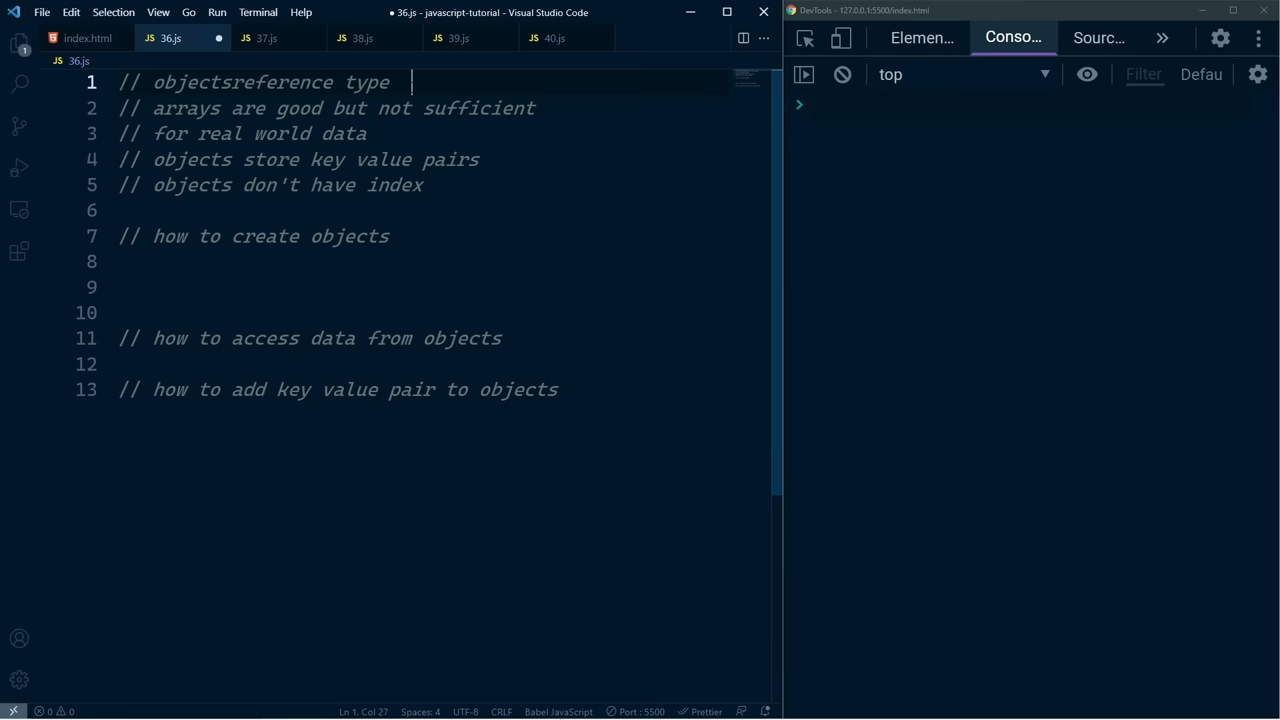 File Edit Selection View Go Run Terminal Help ● 36.js - javascript-tutorial - Visual Studio Code
DevTools - 127.0.0.1:5500/index.html
1
index.html JS 36.js JS 37.js JS 38.js JS 39.js JS 40.js
Elemen... Conso... Sourc...
JS 36.js
top Filter Defau
1 // objectsreference type
2 // arrays are good but not sufficient
3 // for real world data
4 // objects store key value pairs
5 // objects don't have index
6
7 // how to create objects
8
9
10
11 // how to access data from objects
12
13 // how to add key value pair to objects
0 0 Ln 1, Col 27 Spaces: 4 UTF-8 CRLF Babel JavaScript Port : 5500 Prettier